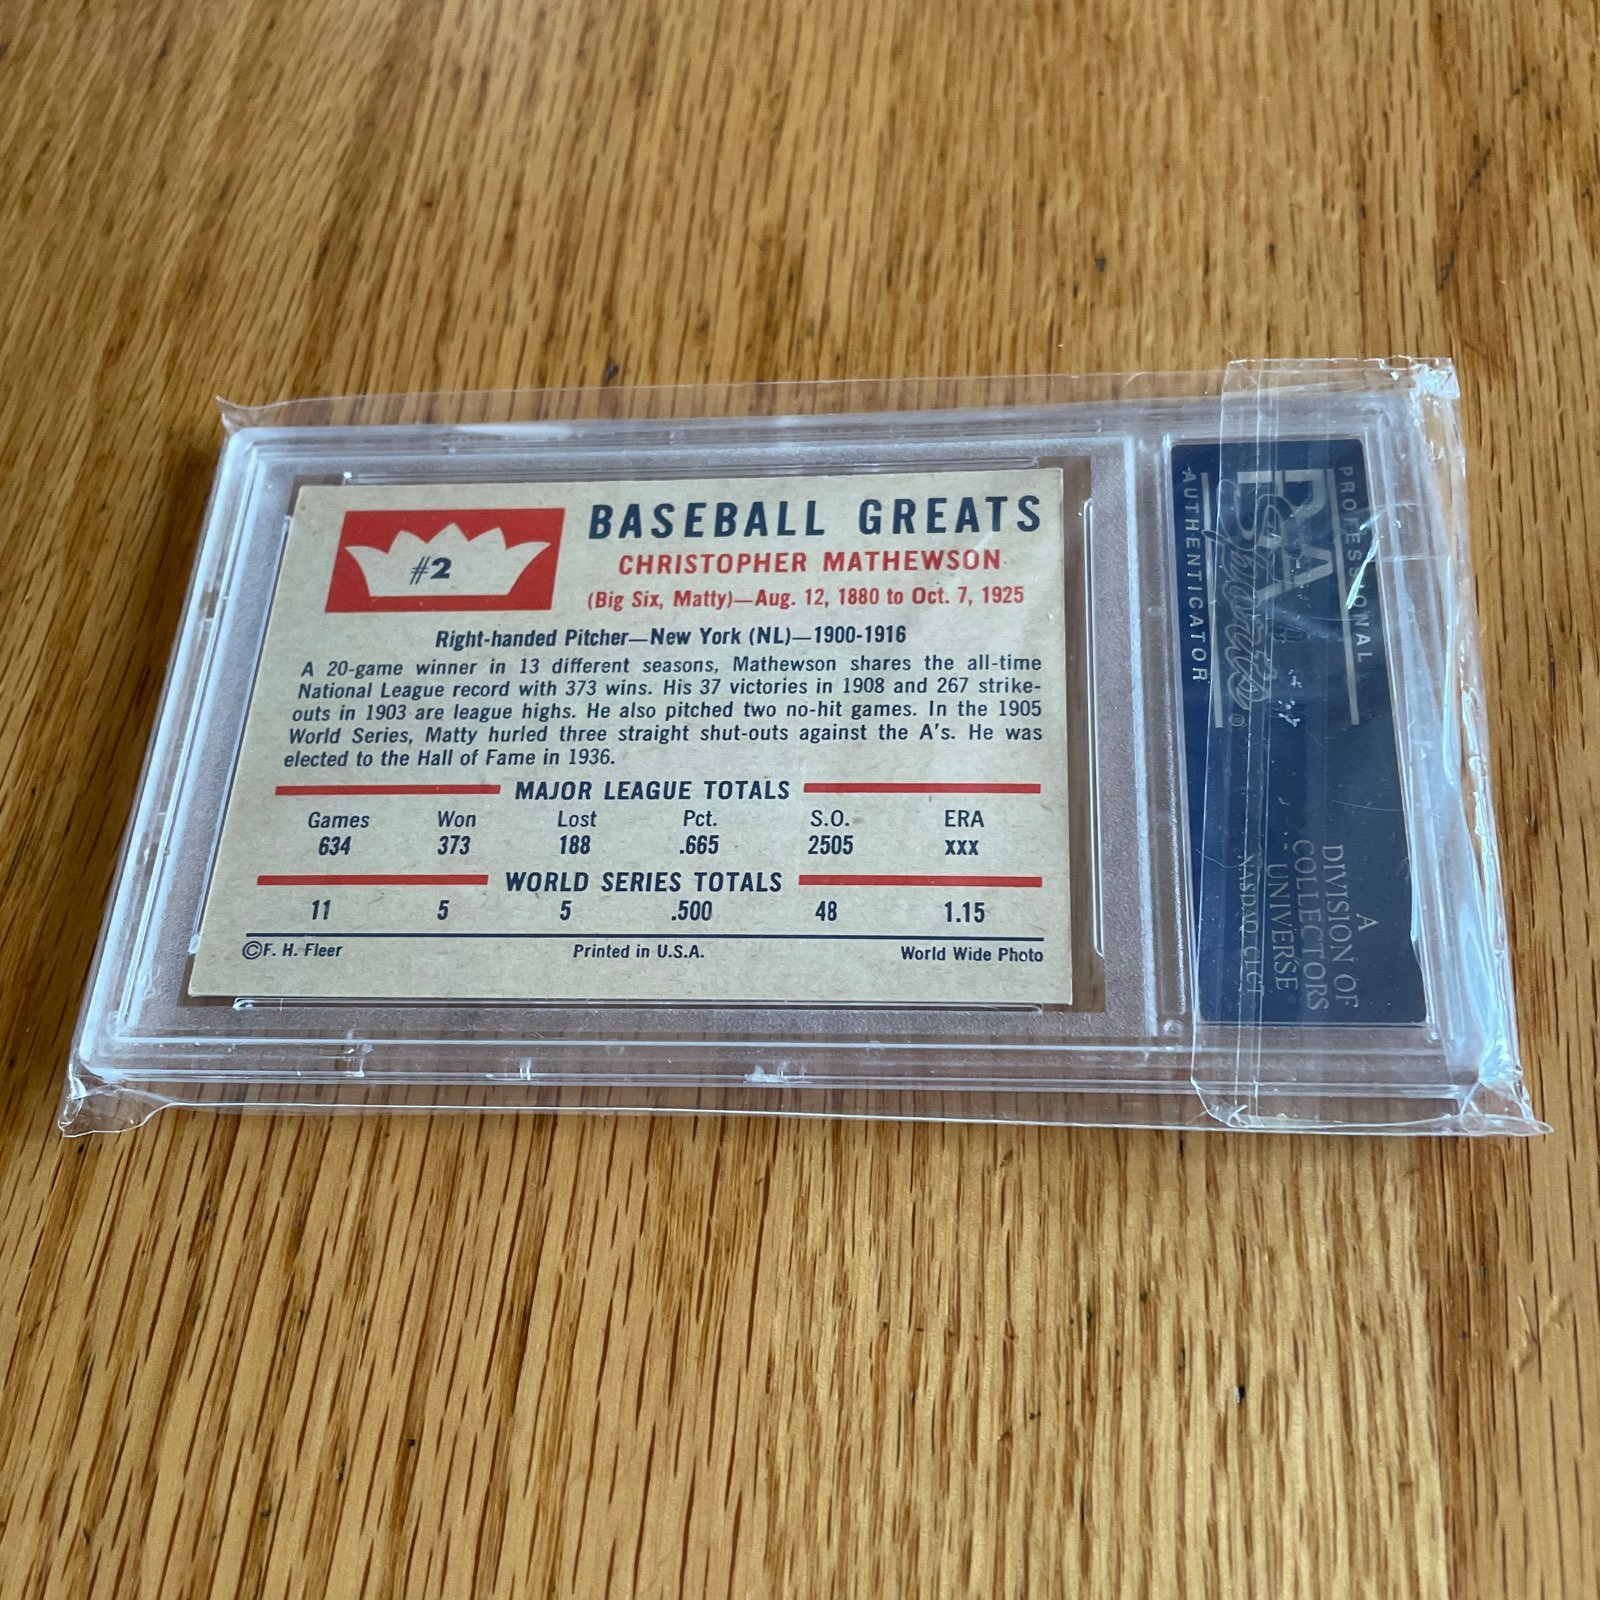 #2
BASEBALL GREATS
CHRISTOPHER MATHEWSON
(Big Six, Matty)—Aug. 12, 1880 to Oct. 7, 1925
Right-handed Pitcher—New York (NL)—1900-1916
A 20-game winner in 13 different seasons, Mathewson shares the all-time
National League record with 373 wins. His 37 victories in 1908 and 267 strike-
outs in 1903 are league highs. He also pitched two no-hit games. In the 1905
World Series, Matty hurled three straight shut-outs against the A's. He was
elected to the Hall of Fame in 1936.
MAJOR LEAGUE TOTALS
Games Won Lost Pct. S.O. ERA
634 373 188 .665 2505 xxx
WORLD SERIES TOTALS
11 5 5 .500 48 1.15
©F. H. Fleer Printed in U.S.A. World Wide Photo
PROFESSIONAL
PSA
Sports®
AUTHENTICATOR
A
DIVISION OF
COLLECTORS
UNIVERSE
NASDAQ CLCT